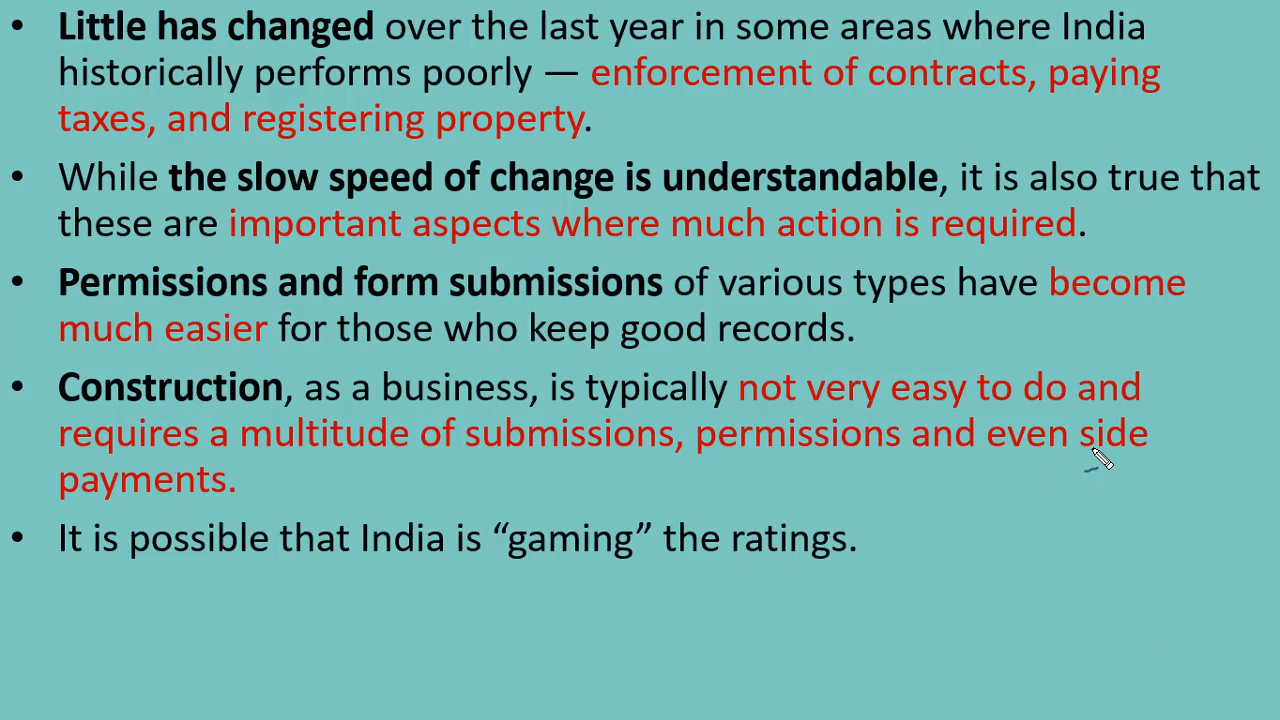 • Little has changed over the last year in some areas where India
historically performs poorly — enforcement of contracts, paying
taxes, and registering property.
• While the slow speed of change is understandable, it is also true that
these are important aspects where much action is required.
• Permissions and form submissions of various types have become
much easier for those who keep good records.
• Construction, as a business, is typically not very easy to do and
requires a multitude of submissions, permissions and even side
payments.
• It is possible that India is “gaming” the ratings.